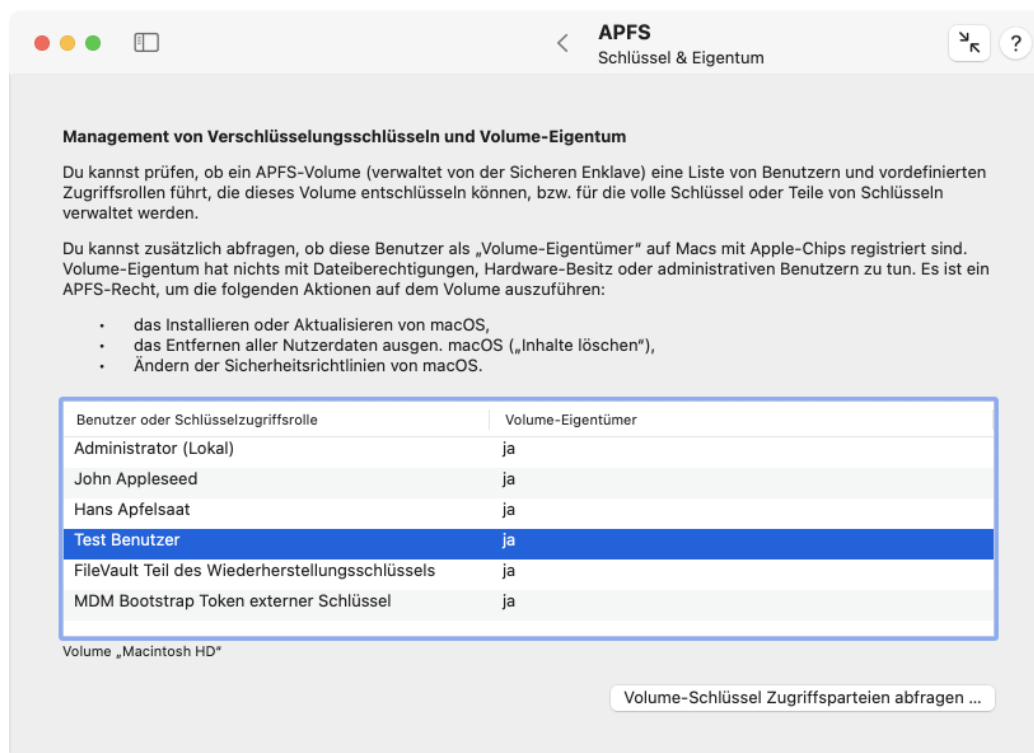 APFS
Schlüssel & Eigentum
?
Management von Verschlüsselungsschlüsseln und Volume-Eigentum
Du kannst prüfen, ob ein APFS-Volume (verwaltet von der Sicheren Enklave) eine Liste von Benutzern und vordefinierten
Zugriffsrollen führt, die dieses Volume entschlüsseln können, bzw. für die volle Schlüssel oder Teile von Schlüsseln
verwaltet werden.
Du kannst zusätzlich abfragen, ob diese Benutzer als „Volume-Eigentümer“ auf Macs mit Apple-Chips registriert sind.
Volume-Eigentum hat nichts mit Dateiberechtigungen, Hardware-Besitz oder administrativen Benutzern zu tun. Es ist ein
APFS-Recht, um die folgenden Aktionen auf dem Volume auszuführen:
• das Installieren oder Aktualisieren von macOS,
• das Entfernen aller Nutzerdaten ausgen. macOS („Inhalte löschen“),
• Ändern der Sicherheitsrichtlinien von macOS.
Benutzer oder Schlüsselzugriffsrolle Volume-Eigentümer
Administrator (Lokal) ja
John Appleseed ja
Hans Apfelsaat ja
Test Benutzer ja
FileVault Teil des Wiederherstellungsschlüssels ja
MDM Bootstrap Token externer Schlüssel ja
Volume „Macintosh HD“
Volume-Schlüssel Zugriffsparteien abfragen ...